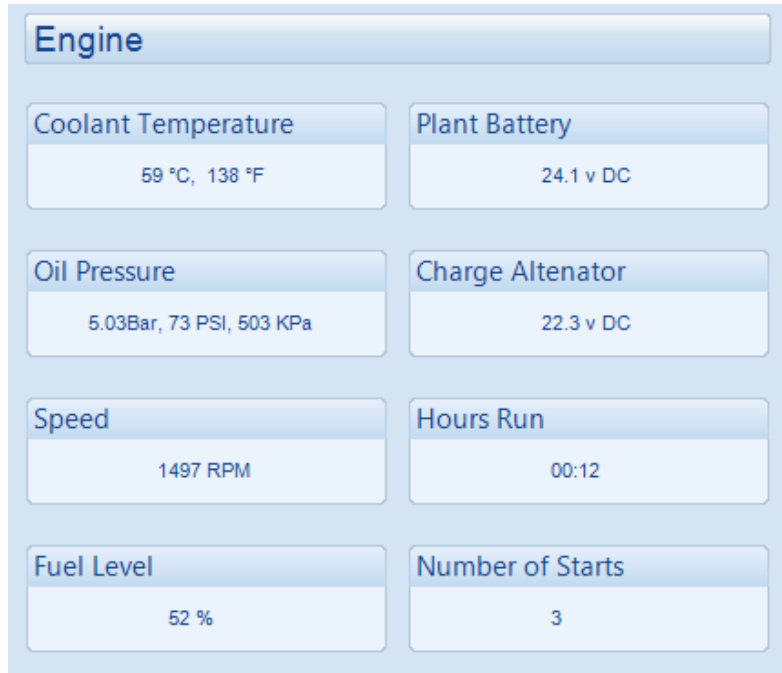 Engine
Coolant Temperature
59 °C,  138 °F
Plant Battery
24.1 v DC
Oil Pressure
5.03Bar, 73 PSI, 503 KPa
Charge Altenator
22.3 v DC
Speed
1497 RPM
Hours Run
00:12
Fuel Level
52 %
Number of Starts
3